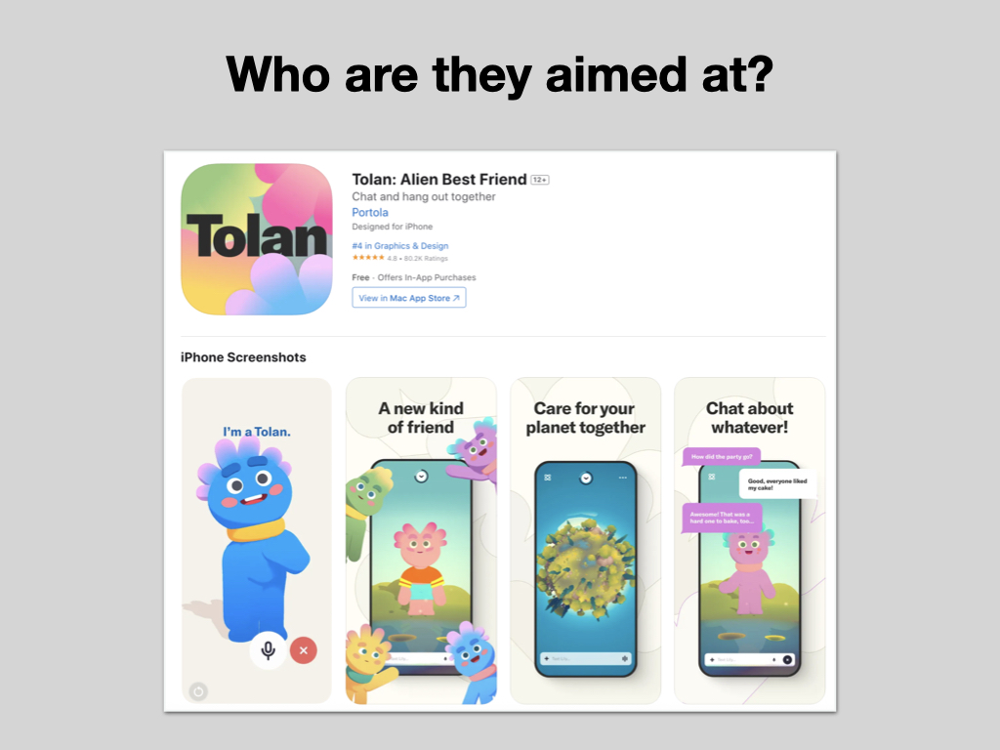 Who are they aimed at?
Tolan
Tolan: Alien Best Friend 12+
Chat and hang out together
Portola
Designed for iPhone
#4 in Graphics & Design
★★★★★ 4.8 • 80.2K Ratings
Free · Offers In-App Purchases
View in Mac App Store ↗
iPhone Screenshots
I'm a Tolan.
A new kind
of friend
Care for your
planet together
Chat about
whatever!
How did the party go?
Good, everyone liked
my cake!
Awesome! That was a
hard one to bake, too...